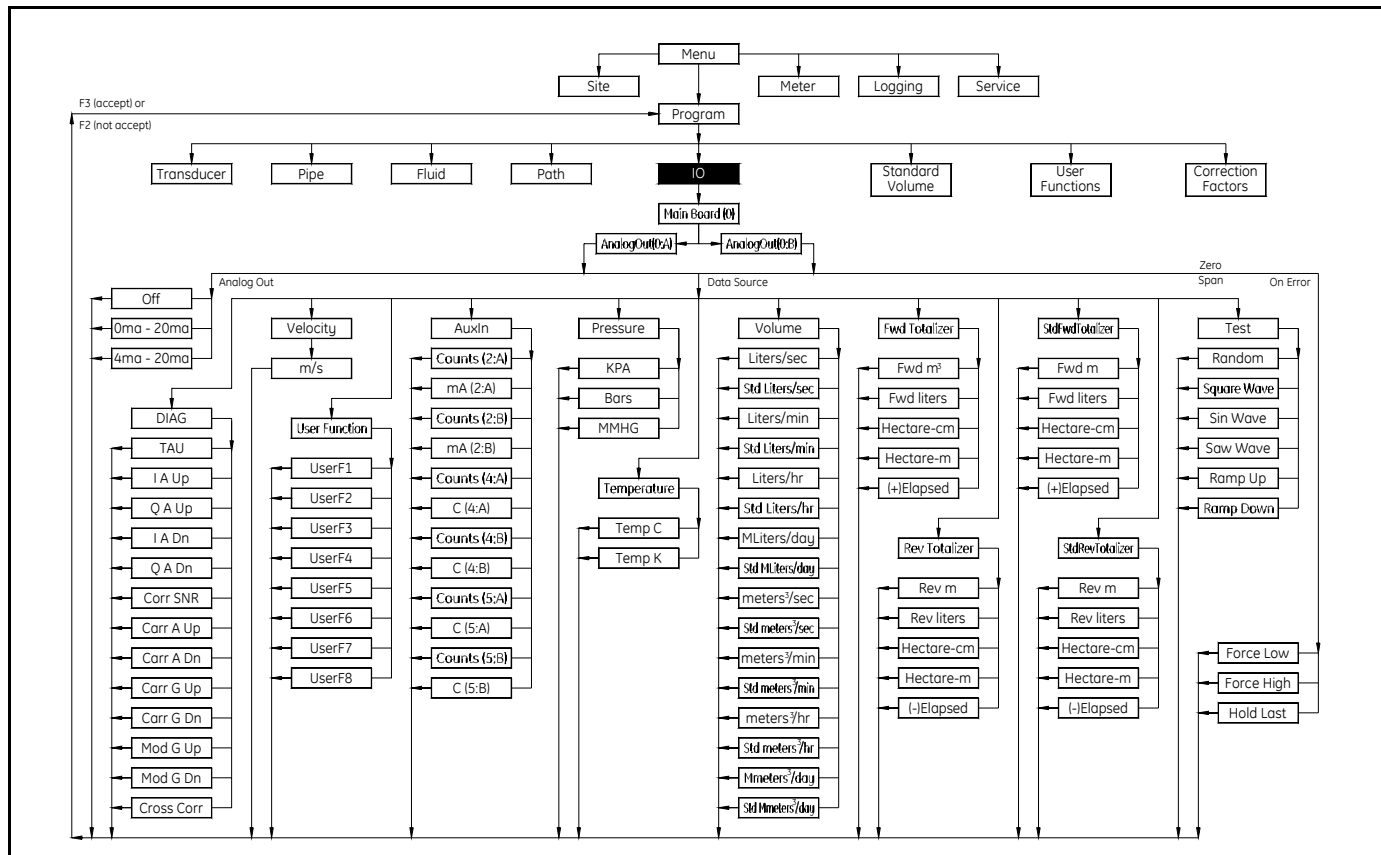 Menu
Site
Meter
Logging
Service
F3 (accept) or
F2 (not accept)
Program
Transducer
Pipe
Fluid
Path
IO
Standard
Volume
User
Functions
Correction
Factors
Main Board (0)
AnalogOut(0:A)
AnalogOut(0:B)
Analog Out
Data Source
Zero
Span
On Error
Off
0ma - 20ma
4ma - 20ma
DIAG
TAU
I A Up
Q A Up
I A Dn
Q A Dn
Corr SNR
Carr A Up
Carr A Dn
Carr G Up
Carr G Dn
Mod G Up
Mod G Dn
Cross Corr
Velocity
m/s
User Function
UserF1
UserF2
UserF3
UserF4
UserF5
UserF6
UserF7
UserF8
AuxIn
Counts (2:A)
mA (2:A)
Counts (2:B)
mA (2:B)
Counts (4:A)
C (4:A)
Counts (4:B)
C (4:B)
Counts (5:A)
C (5:A)
Counts (5:B)
C (5:B)
Pressure
KPA
Bars
MMHG
Temperature
Temp C
Temp K
Volume
Liters/sec
Std Liters/sec
Liters/min
Std Liters/min
Liters/hr
Std Liters/hr
MLiters/day
Std MLiters/day
meters³/sec
Std meters³/sec
meters³/min
Std meters³/min
meters³/hr
Std meters³/hr
Mmeters³/day
Std Mmeters³/day
Fwd Totalizer
Fwd m³
Fwd liters
Hectare-cm
Hectare-m
(+)Elapsed
Rev Totalizer
Rev m
Rev liters
Hectare-cm
Hectare-m
(-)Elapsed
StdFwdTotalizer
Fwd m
Fwd liters
Hectare-cm
Hectare-m
(+)Elapsed
StdRevTotalizer
Rev m
Rev liters
Hectare-cm
Hectare-m
(-)Elapsed
Test
Random
Square Wave
Sin Wave
Saw Wave
Ramp Up
Ramp Down
Force Low
Force High
Hold Last